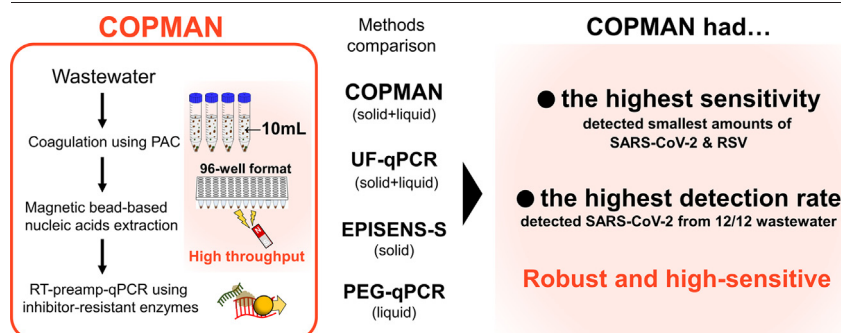 COPMAN
Wastewater
Coagulation using PAC
Magnetic bead-based
nucleic acids extraction
RT-preamp-qPCR using
inhibitor-resistant enzymes
10mL
96-well format
High throughput
Methods
comparison
COPMAN
(solid+liquid)
UF-qPCR
(solid+liquid)
EPISENS-S
(solid)
PEG-qPCR
(liquid)
COPMAN had…
● the highest sensitivity
detected smallest amounts of
SARS-CoV-2 & RSV
● the highest detection rate
detected SARS-CoV-2 from 12/12 wastewater
Robust and high-sensitive